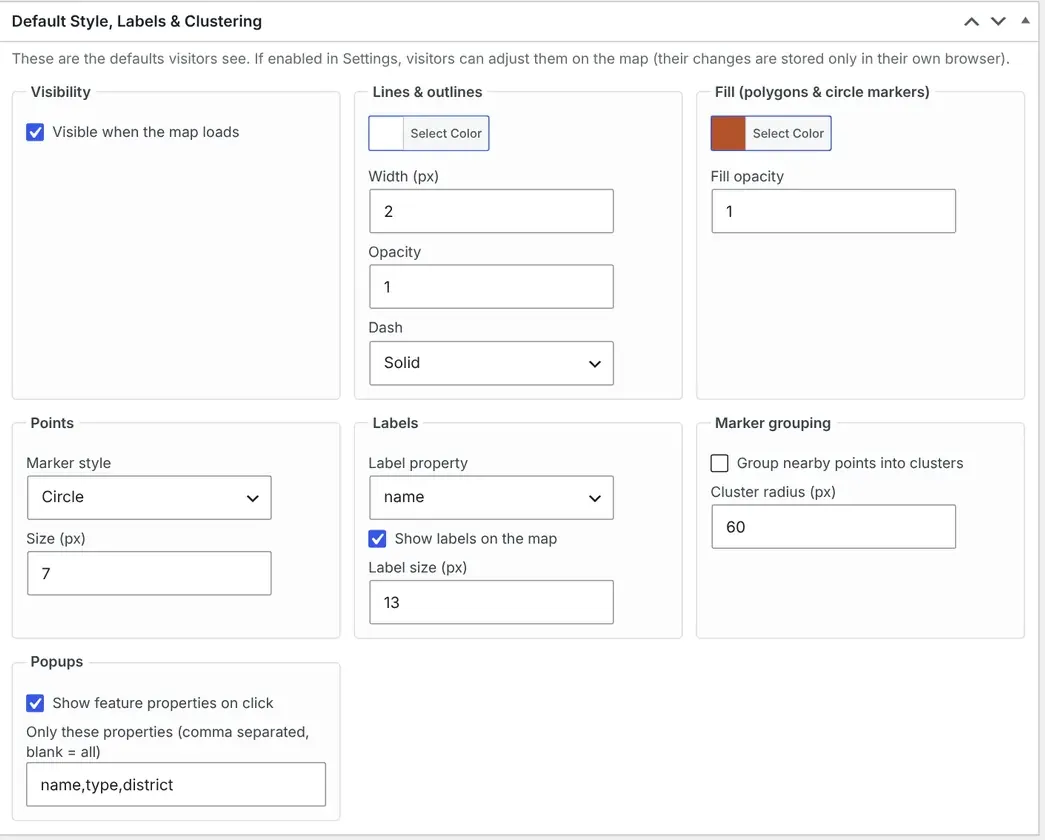 Default Style, Labels & Clustering
These are the defaults visitors see. If enabled in Settings, visitors can adjust them on the map (their changes are stored only in their own browser).
Visibility
Visible when the map loads
Lines & outlines
Select Color
Width (px)
2
Opacity
1
Dash
Solid
Fill (polygons & circle markers)
Select Color
Fill opacity
1
Points
Marker style
Circle
Size (px)
7
Labels
Label property
name
Show labels on the map
Label size (px)
13
Marker grouping
Group nearby points into clusters
Cluster radius (px)
60
Popups
Show feature properties on click
Only these properties (comma separated,
blank = all)
name,type,district